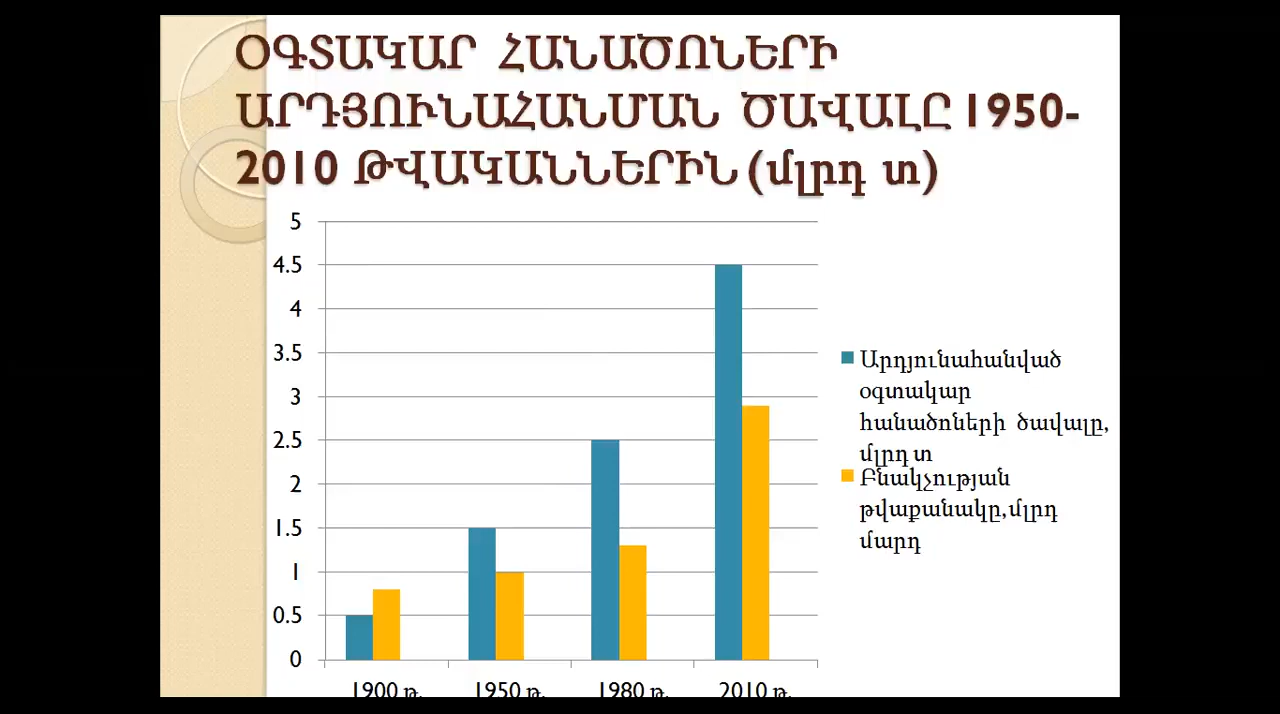 ՕԳՏԱԿԱՐ ՀԱՆԱԾՈՆԵՐԻ
ԱՐԴՅՈՒՆԱՀԱՆՄԱՆ ԾԱՎԱԼԸ 1950-
2010 ԹՎԱԿԱՆՆԵՐԻՆ (մլրդ տ)
5
4.5
4
3.5
3
2.5
2
1.5
1
0.5
0
1900 թ. 1950 թ. 1980 թ. 2010 թ.
Արդյունահանված
օգտակար
հանածոների ծավալը,
մլրդ տ
Բնակչության
թվաքանակը,մլրդ
մարդ